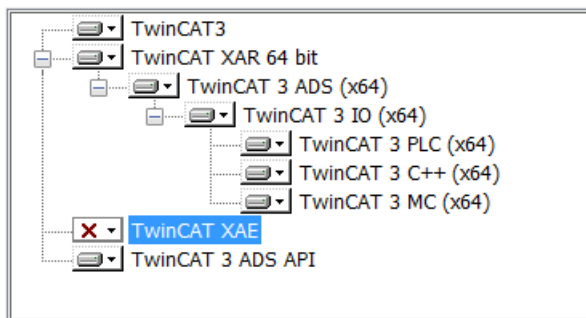 TwinCAT3
TwinCAT XAR 64 bit
TwinCAT 3 ADS (x64)
TwinCAT 3 IO (x64)
TwinCAT 3 PLC (x64)
TwinCAT 3 C++ (x64)
TwinCAT 3 MC (x64)
TwinCAT XAE
TwinCAT 3 ADS API